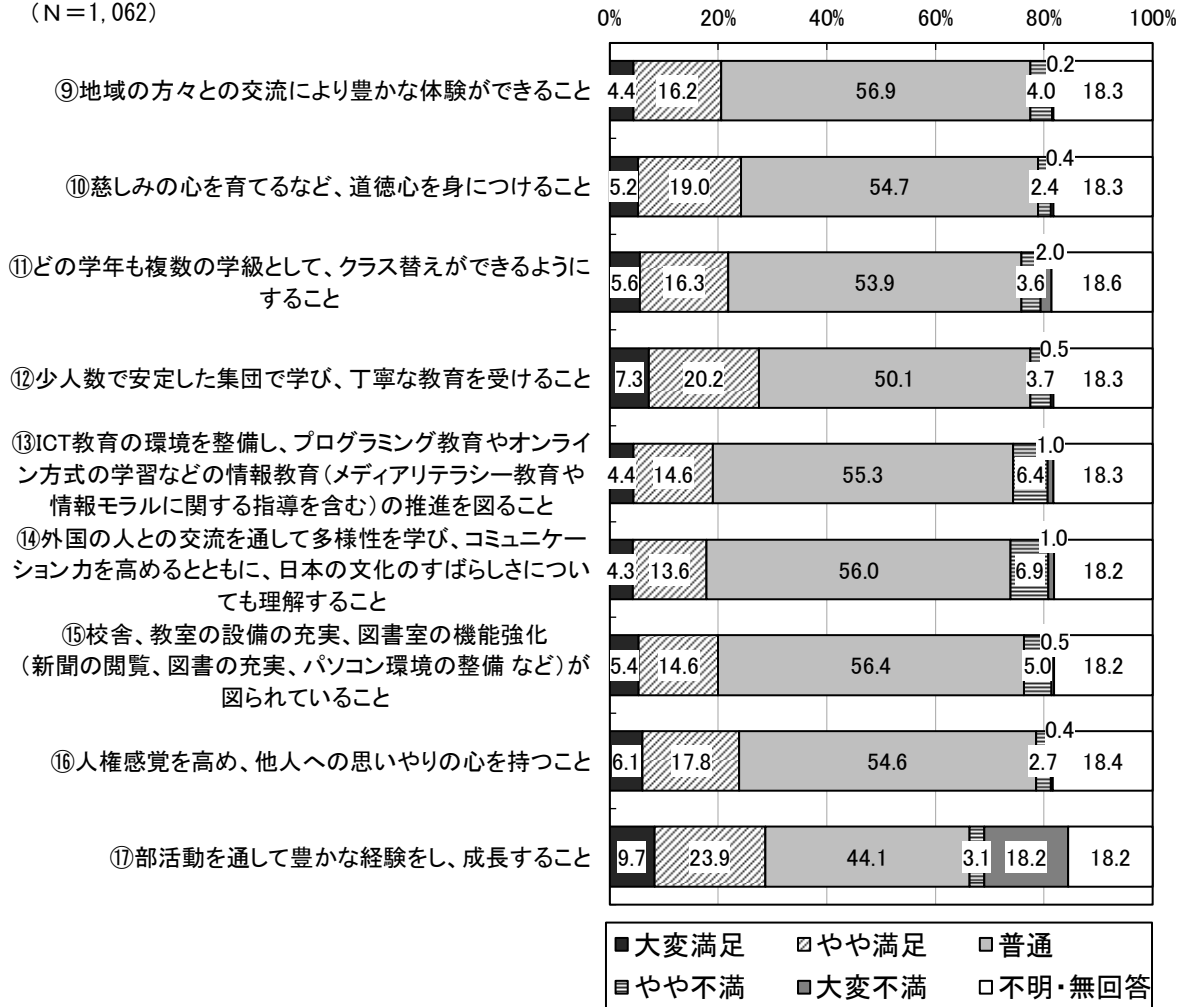 （N＝1,062）
0% 20% 40% 60% 80% 100%
⑨地域の方々との交流により豊かな体験ができること
4.4 16.2 56.9 4.0 0.2 18.3
⑩慈しみの心を育てるなど、道徳心を身につけること
5.2 19.0 54.7 2.4 0.4 18.3
⑪どの学年も複数の学級として、クラス替えができるように
すること
5.6 16.3 53.9 3.6 2.0 18.6
⑫少人数で安定した集団で学び、丁寧な教育を受けること
7.3 20.2 50.1 3.7 0.5 18.3
⑬ICT教育の環境を整備し、プログラミング教育やオンライ
ン方式の学習などの情報教育（メディアリテラシー教育や
情報モラルに関する指導を含む）の推進を図ること
4.4 14.6 55.3 6.4 1.0 18.3
⑭外国の人との交流を通して多様性を学び、コミュニケー
ション力を高めるとともに、日本の文化のすばらしさについ
ても理解すること
4.3 13.6 56.0 6.9 1.0 18.2
⑮校舎、教室の設備の充実、図書室の機能強化
（新聞の閲覧、図書の充実、パソコン環境の整備 など）が
図られていること
5.4 14.6 56.4 5.0 0.5 18.2
⑯人権感覚を高め、他人への思いやりの心を持つこと
6.1 17.8 54.6 2.7 0.4 18.4
⑰部活動を通して豊かな経験をし、成長すること
9.7 23.9 44.1 3.1 18.2 18.2
大変満足 やや満足 普通
やや不満 大変不満 不明・無回答